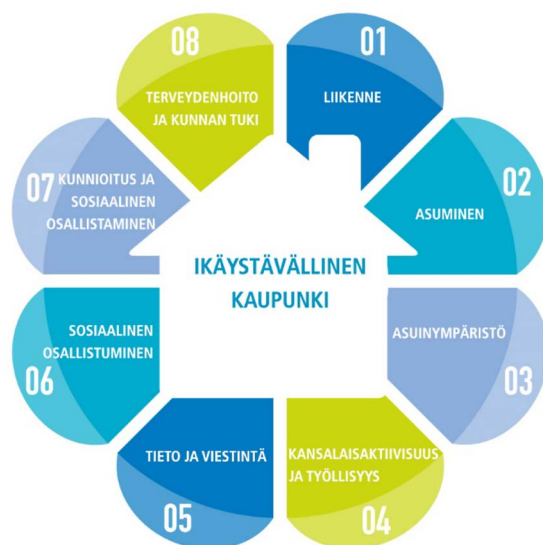 01
LIIKENNE
02
ASUMINEN
03
ASUINYMPÄRISTÖ
04
KANSALAISAKTIIVISUUS
JA TYÖLLISYYS
05
TIETO JA VIESTINTÄ
06
SOSIAALINEN
OSALLISTUMINEN
07
KUNNIOITUS JA
SOSIAALINEN
OSALLISTAMINEN
08
TERVEYDENHOITO
JA KUNNAN TUKI
IKÄYSTÄVÄLLINEN
KAUPUNKI